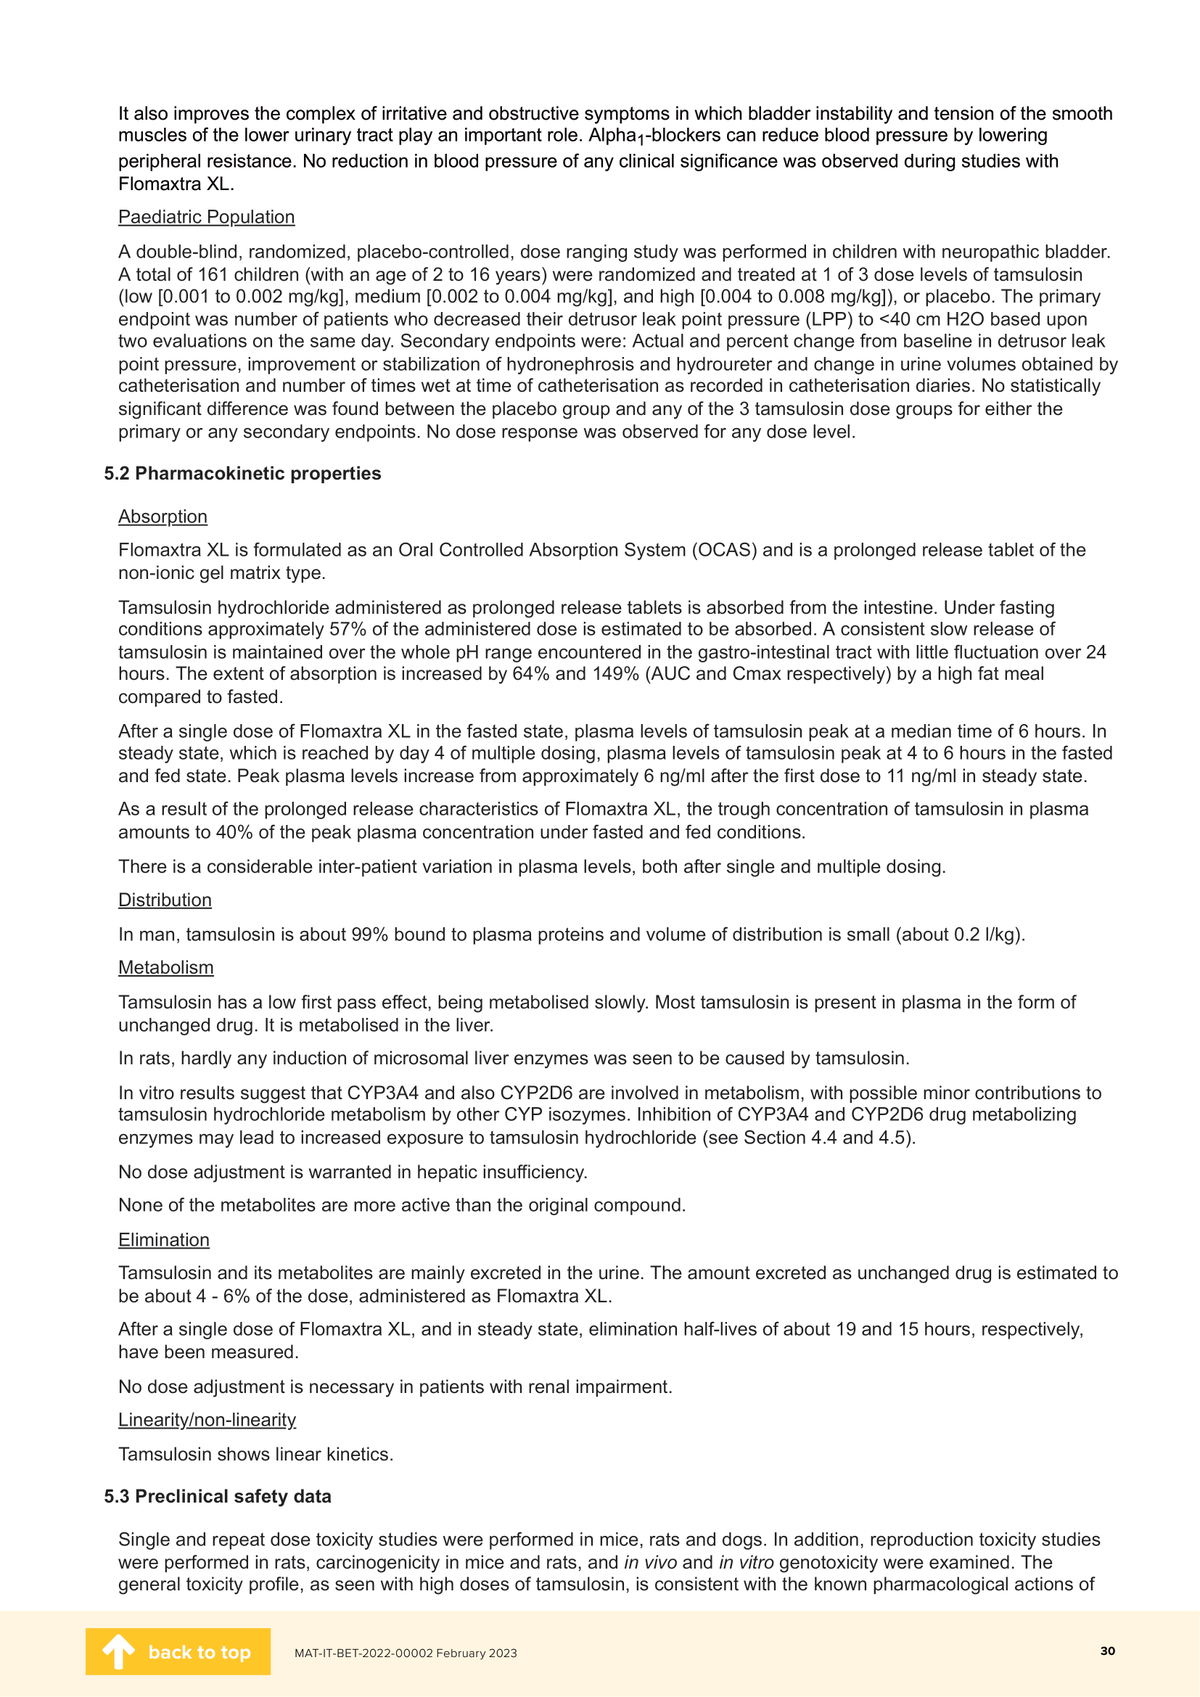 It also improves the complex of irritative and obstructive symptoms in which bladder instability and tension of the smooth
muscles of the lower urinary tract play an important role. Alpha1-blockers can reduce blood pressure by lowering
peripheral resistance. No reduction in blood pressure of any clinical significance was observed during studies with
Flomaxtra XL.
Paediatric Population
A double-blind, randomized, placebo-controlled, dose ranging study was performed in children with neuropathic bladder.
A total of 161 children (with an age of 2 to 16 years) were randomized and treated at 1 of 3 dose levels of tamsulosin
(low [0.001 to 0.002 mg/kg], medium [0.002 to 0.004 mg/kg], and high [0.004 to 0.008 mg/kg]), or placebo. The primary
endpoint was number of patients who decreased their detrusor leak point pressure (LPP) to <40 cm H2O based upon
two evaluations on the same day. Secondary endpoints were: Actual and percent change from baseline in detrusor leak
point pressure, improvement or stabilization of hydronephrosis and hydroureter and change in urine volumes obtained by
catheterisation and number of times wet at time of catheterisation as recorded in catheterisation diaries. No statistically
significant difference was found between the placebo group and any of the 3 tamsulosin dose groups for either the
primary or any secondary endpoints. No dose response was observed for any dose level.
5.2 Pharmacokinetic properties
Absorption
Flomaxtra XL is formulated as an Oral Controlled Absorption System (OCAS) and is a prolonged release tablet of the
non-ionic gel matrix type.
Tamsulosin hydrochloride administered as prolonged release tablets is absorbed from the intestine. Under fasting
conditions approximately 57% of the administered dose is estimated to be absorbed. A consistent slow release of
tamsulosin is maintained over the whole pH range encountered in the gastro-intestinal tract with little fluctuation over 24
hours. The extent of absorption is increased by 64% and 149% (AUC and Cmax respectively) by a high fat meal
compared to fasted.
After a single dose of Flomaxtra XL in the fasted state, plasma levels of tamsulosin peak at a median time of 6 hours. In
steady state, which is reached by day 4 of multiple dosing, plasma levels of tamsulosin peak at 4 to 6 hours in the fasted
and fed state. Peak plasma levels increase from approximately 6 ng/ml after the first dose to 11 ng/ml in steady state.
As a result of the prolonged release characteristics of Flomaxtra XL, the trough concentration of tamsulosin in plasma
amounts to 40% of the peak plasma concentration under fasted and fed conditions.
There is a considerable inter-patient variation in plasma levels, both after single and multiple dosing.
Distribution
In man, tamsulosin is about 99% bound to plasma proteins and volume of distribution is small (about 0.2 l/kg).
Metabolism
Tamsulosin has a low first pass effect, being metabolised slowly. Most tamsulosin is present in plasma in the form of
unchanged drug. It is metabolised in the liver.
In rats, hardly any induction of microsomal liver enzymes was seen to be caused by tamsulosin.
In vitro results suggest that CYP3A4 and also CYP2D6 are involved in metabolism, with possible minor contributions to
tamsulosin hydrochloride metabolism by other CYP isozymes. Inhibition of CYP3A4 and CYP2D6 drug metabolizing
enzymes may lead to increased exposure to tamsulosin hydrochloride (see Section 4.4 and 4.5).
No dose adjustment is warranted in hepatic insufficiency.
None of the metabolites are more active than the original compound.
Elimination
Tamsulosin and its metabolites are mainly excreted in the urine. The amount excreted as unchanged drug is estimated to
be about 4 - 6% of the dose, administered as Flomaxtra XL.
After a single dose of Flomaxtra XL, and in steady state, elimination half-lives of about 19 and 15 hours, respectively,
have been measured.
No dose adjustment is necessary in patients with renal impairment.
Linearity/non-linearity
Tamsulosin shows linear kinetics.
5.3 Preclinical safety data
Single and repeat dose toxicity studies were performed in mice, rats and dogs. In addition, reproduction toxicity studies
were performed in rats, carcinogenicity in mice and rats, and in vivo and in vitro genotoxicity were examined. The
general toxicity profile, as seen with high doses of tamsulosin, is consistent with the known pharmacological actions of
back to top
MAT-IT-BET-2022-00002 February 2023
30